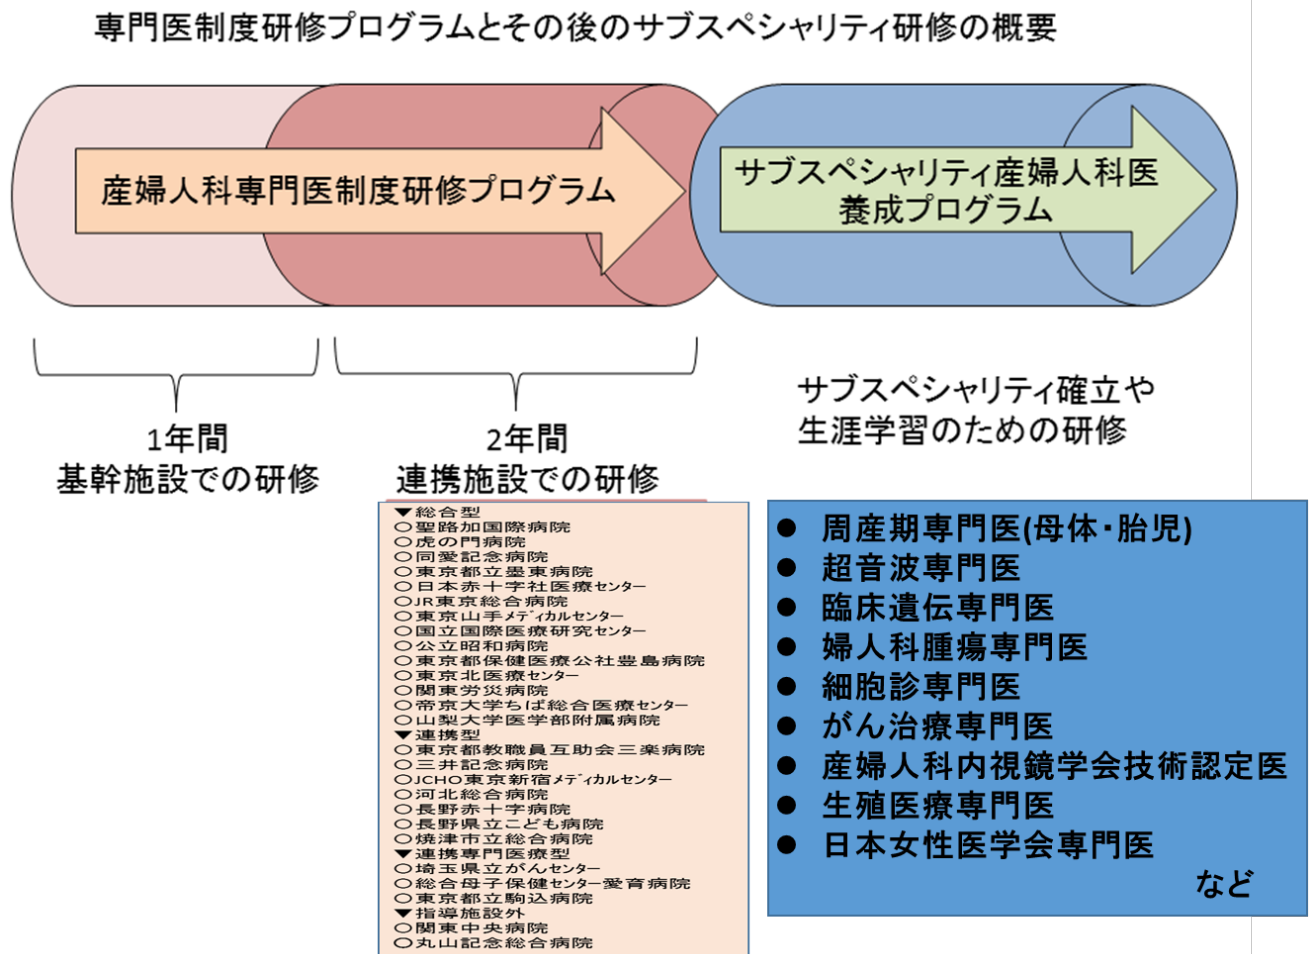 専門医制度研修プログラムとその後のサブスペシャリティ研修の概要
産婦人科専門医制度研修プログラム
サブスペシャリティ産婦人科医
養成プログラム
1年間
基幹施設での研修
2年間
連携施設での研修
▼総合型
○聖路加国際病院
○虎の門病院
○同愛記念病院
○東京都立墨東病院
○日本赤十字社医療センター
○JR東京総合病院
○東京山手メディカルセンター
○国立国際医療研究センター
○公立昭和病院
○東京都保健医療公社豊島病院
○東京北医療センター
○関東労災病院
○帝京大学ちば総合医療センター
○山梨大学医学部附属病院
▼連携型
○東京都教職員互助会三楽病院
○三井記念病院
○JCHO東京新宿メディカルセンター
○河北総合病院
○長野赤十字病院
○長野県立こども病院
○焼津市立総合病院
▼連携専門医療型
○埼玉県立がんセンター
○総合母子保健センター愛育病院
○東京都立駒込病院
▼指導施設外
○関東中央病院
○丸山記念総合病院
サブスペシャリティ確立や
生涯学習のための研修
● 周産期専門医(母体・胎児)
● 超音波専門医
● 臨床遺伝専門医
● 婦人科腫瘍専門医
● 細胞診専門医
● がん治療専門医
● 産婦人科内視鏡学会技術認定医
● 生殖医療専門医
● 日本女性医学会専門医
など